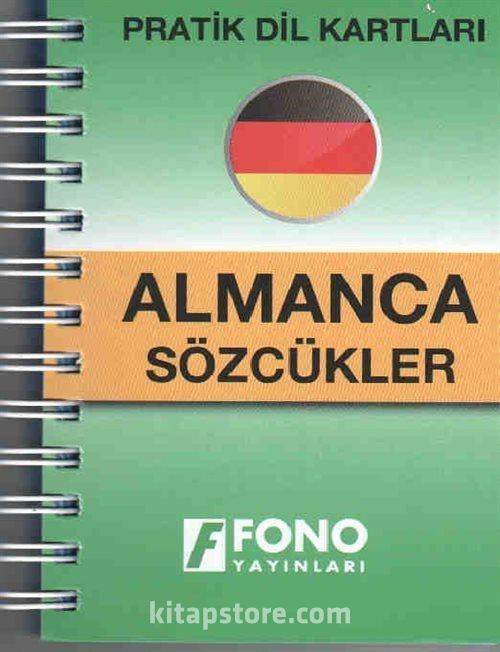 PRATİK DİL KARTLARI
ALMANCA
SÖZCÜKLER
FONO
YAYINLARI
kitapstore.com